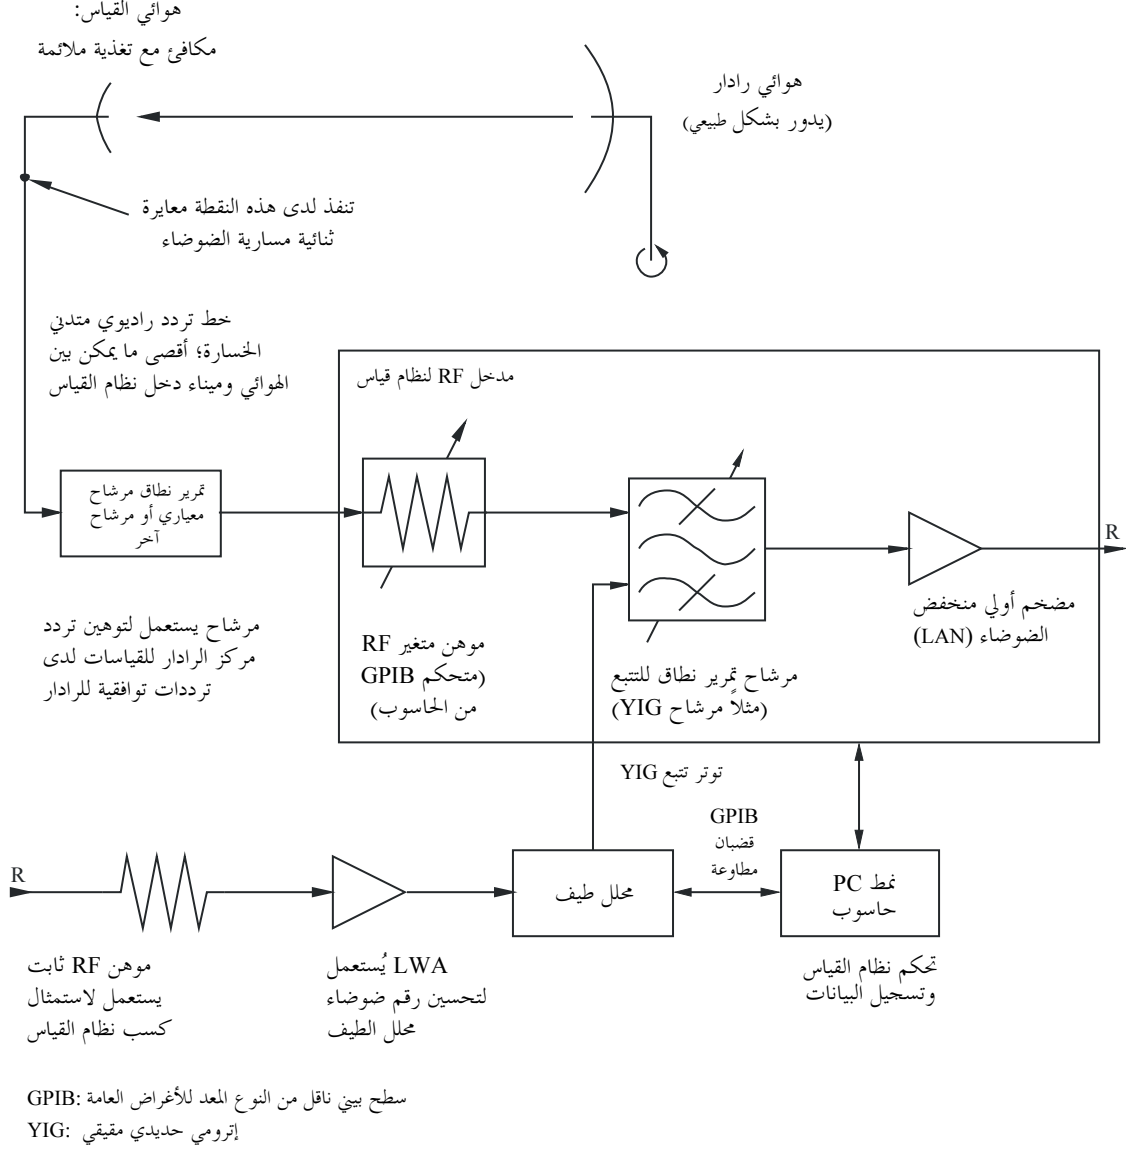 هوائي القياس:
مكافئ مع تغذية ملائمة
هوائي رادار
(يدور بشكل طبيعي)
تنفذ لدى هذه النقطة معايرة
ثنائية مسارية الضوضاء
خط تردد راديوي متدني
الخسارة؛ أقصى ما يمكن بين
الهوائي وميناء دخل نظام القياس
مدخل RF لنظام قياس
تمرير نطاق مرشاح
معياري أو مرشاح
آخر
R
مضخم أولي منخفض
الضوضاء (LAN)
مرشاح يستعمل لتوهين تردد
مركز الرادار للقياسات لدى
ترددات توافقية للرادار
موهن متغير RF
(متحكم GPIB
من الحاسوب)
مرشاح تمرير نطاق للتتبع
(مثلاً مرشاح YIG)
توتر تتبع YIG
GPIB
قضبان
مطاوعة
R
محلل طيف
نمط PC
حاسوب
موهن RF ثابت
يستعمل لاستمثال
كسب نظام القياس
LWA يُستعمل
لتحسين رقم ضوضاء
محلل الطيف
تحكم نظام القياس
وتسجيل البيانات
GPIB: سطح بيني ناقل من النوع المعد للأغراض العامة
YIG: إترومي حديدي مقيقي